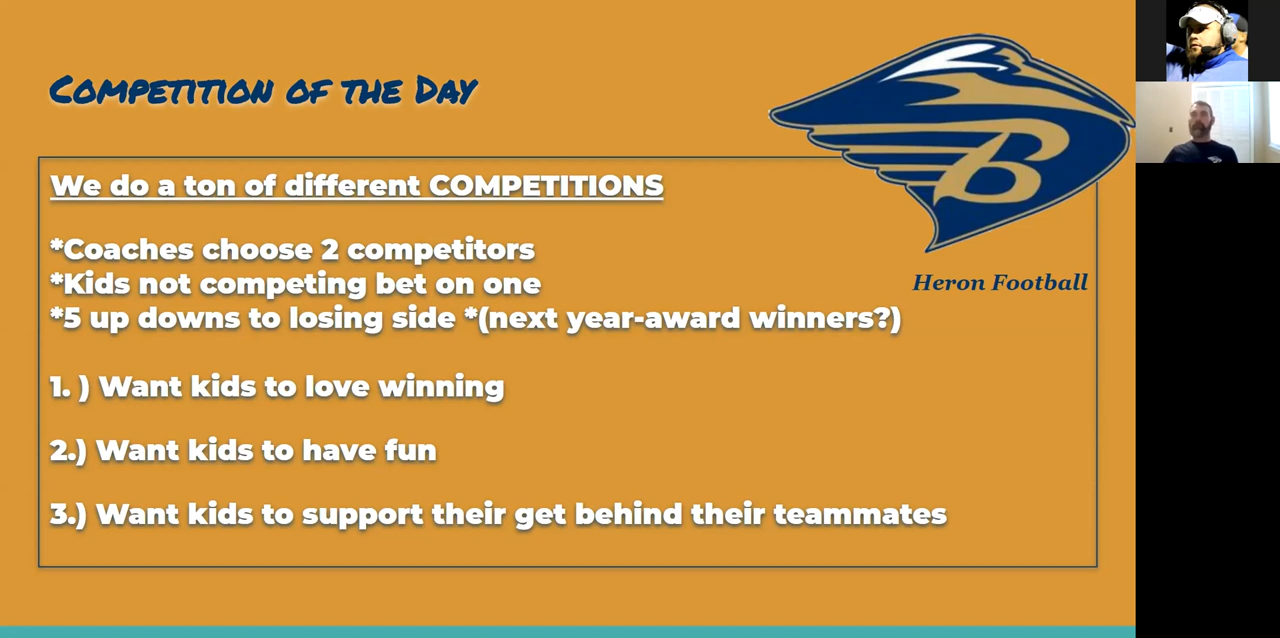 Competition of the Day
We do a ton of different COMPETITIONS
*Coaches choose 2 competitors
*Kids not competing bet on one
*5 up downs to losing side *(next year-award winners?)
1. ) Want kids to love winning
2.) Want kids to have fun
3.) Want kids to support their get behind their teammates
B
Heron Football